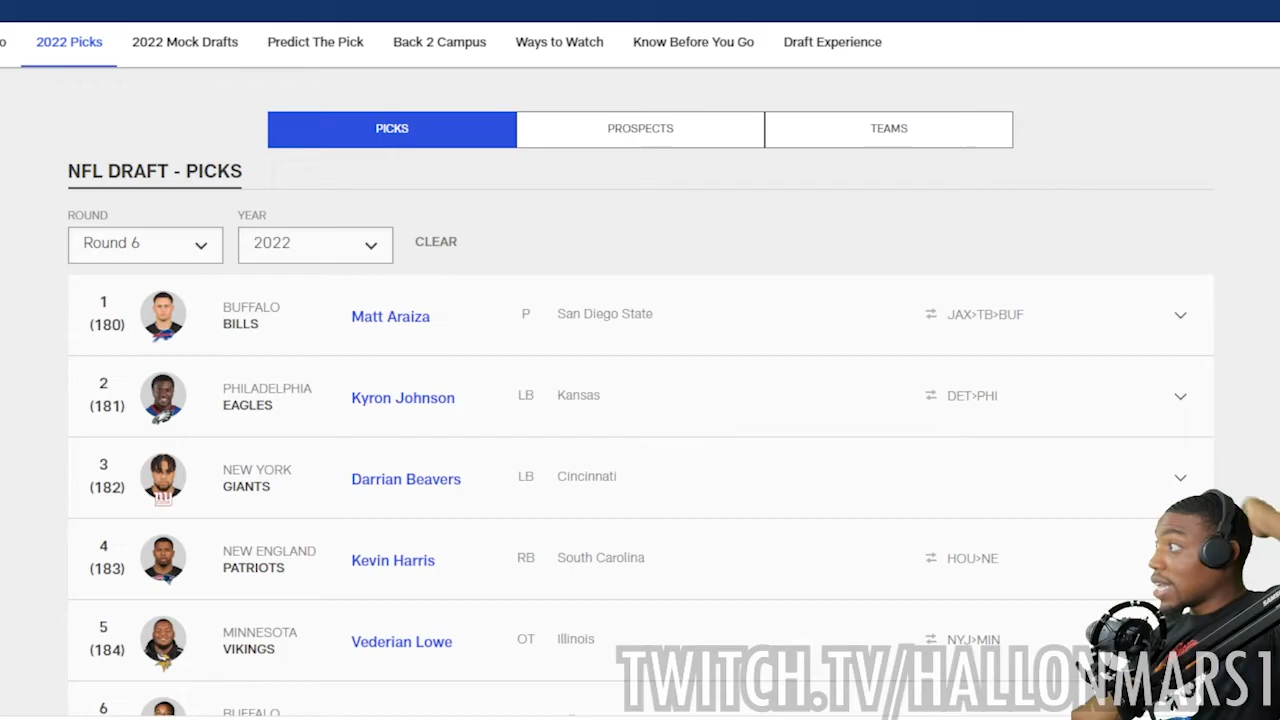 o 2022 Picks 2022 Mock Drafts Predict The Pick Back 2 Campus Ways to Watch Know Before You Go Draft Experience
PICKS PROSPECTS TEAMS
NFL DRAFT - PICKS
ROUND YEAR
Round 6 2022 CLEAR
1
(180)
BUFFALO
BILLS
Matt Araiza P San Diego State JAX>TB>BUF
2
(181)
PHILADELPHIA
EAGLES
Kyron Johnson LB Kansas DET>PHI
3
(182)
NEW YORK
GIANTS
Darrian Beavers LB Cincinnati
4
(183)
NEW ENGLAND
PATRIOTS
Kevin Harris RB South Carolina HOU>NE
5
(184)
MINNESOTA
VIKINGS
Vederian Lowe OT Illinois NYJ>MIN
6
BUFFALO
TWITCH.TV/HALLONMARS1